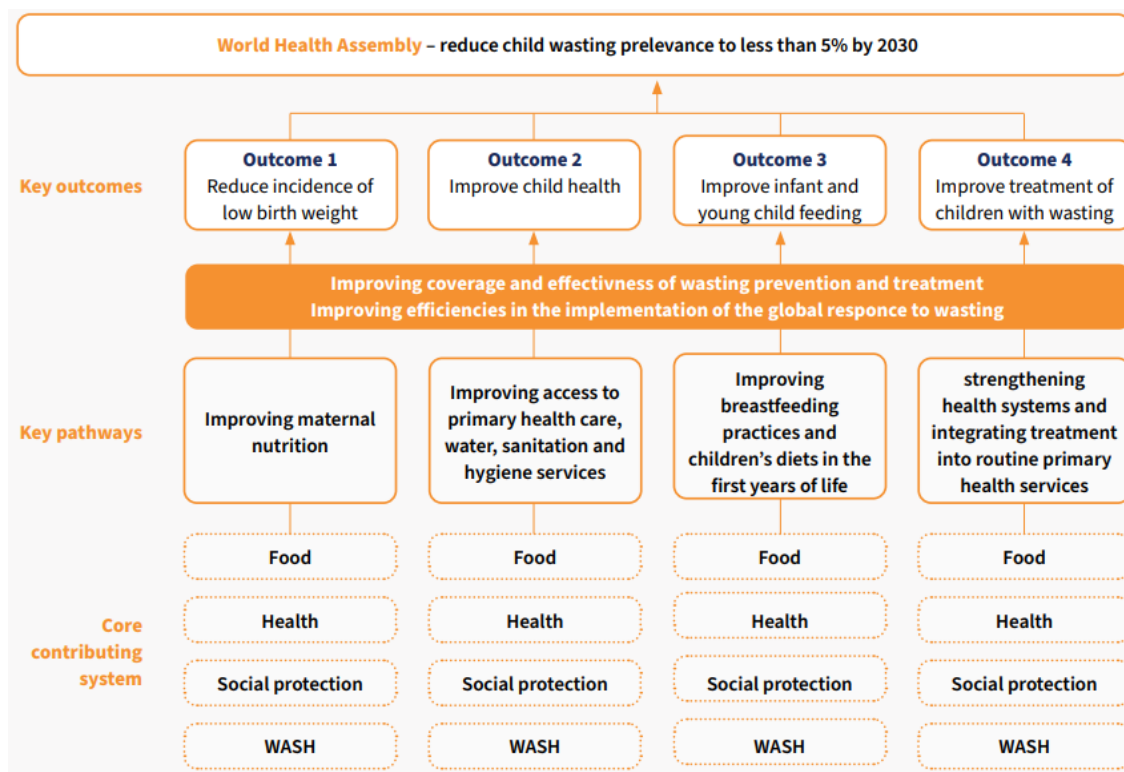 World Health Assembly – reduce child wasting prelevance to less than 5% by 2030
Key outcomes
Outcome 1
Reduce incidence of
low birth weight
Outcome 2
Improve child health
Outcome 3
Improve infant and
young child feeding
Outcome 4
Improve treatment of
children with wasting
Improving coverage and effectivness of wasting prevention and treatment
Improving efficiencies in the implementation of the global responce to wasting
Key pathways
Improving maternal
nutrition
Improving access to
primary health care,
water, sanitation and
hygiene services
Improving
breastfeeding
practices and
children’s diets in the
first years of life
strengthening
health systems and
integrating treatment
into routine primary
health services
Core
contributing
system
Food
Food
Food
Food
Health
Health
Health
Health
Social protection
Social protection
Social protection
Social protection
WASH
WASH
WASH
WASH